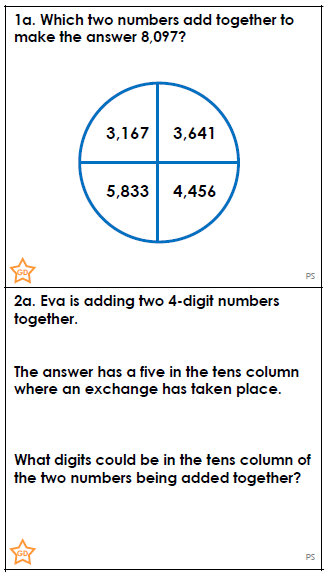 1a. Which two numbers add together to
make the answer 8,097?
3,167 3,641
5,833 4,456
GD
PS
2a. Eva is adding two 4-digit numbers
together.
The answer has a five in the tens column
where an exchange has taken place.
What digits could be in the tens column of
the two numbers being added together?
GD
PS